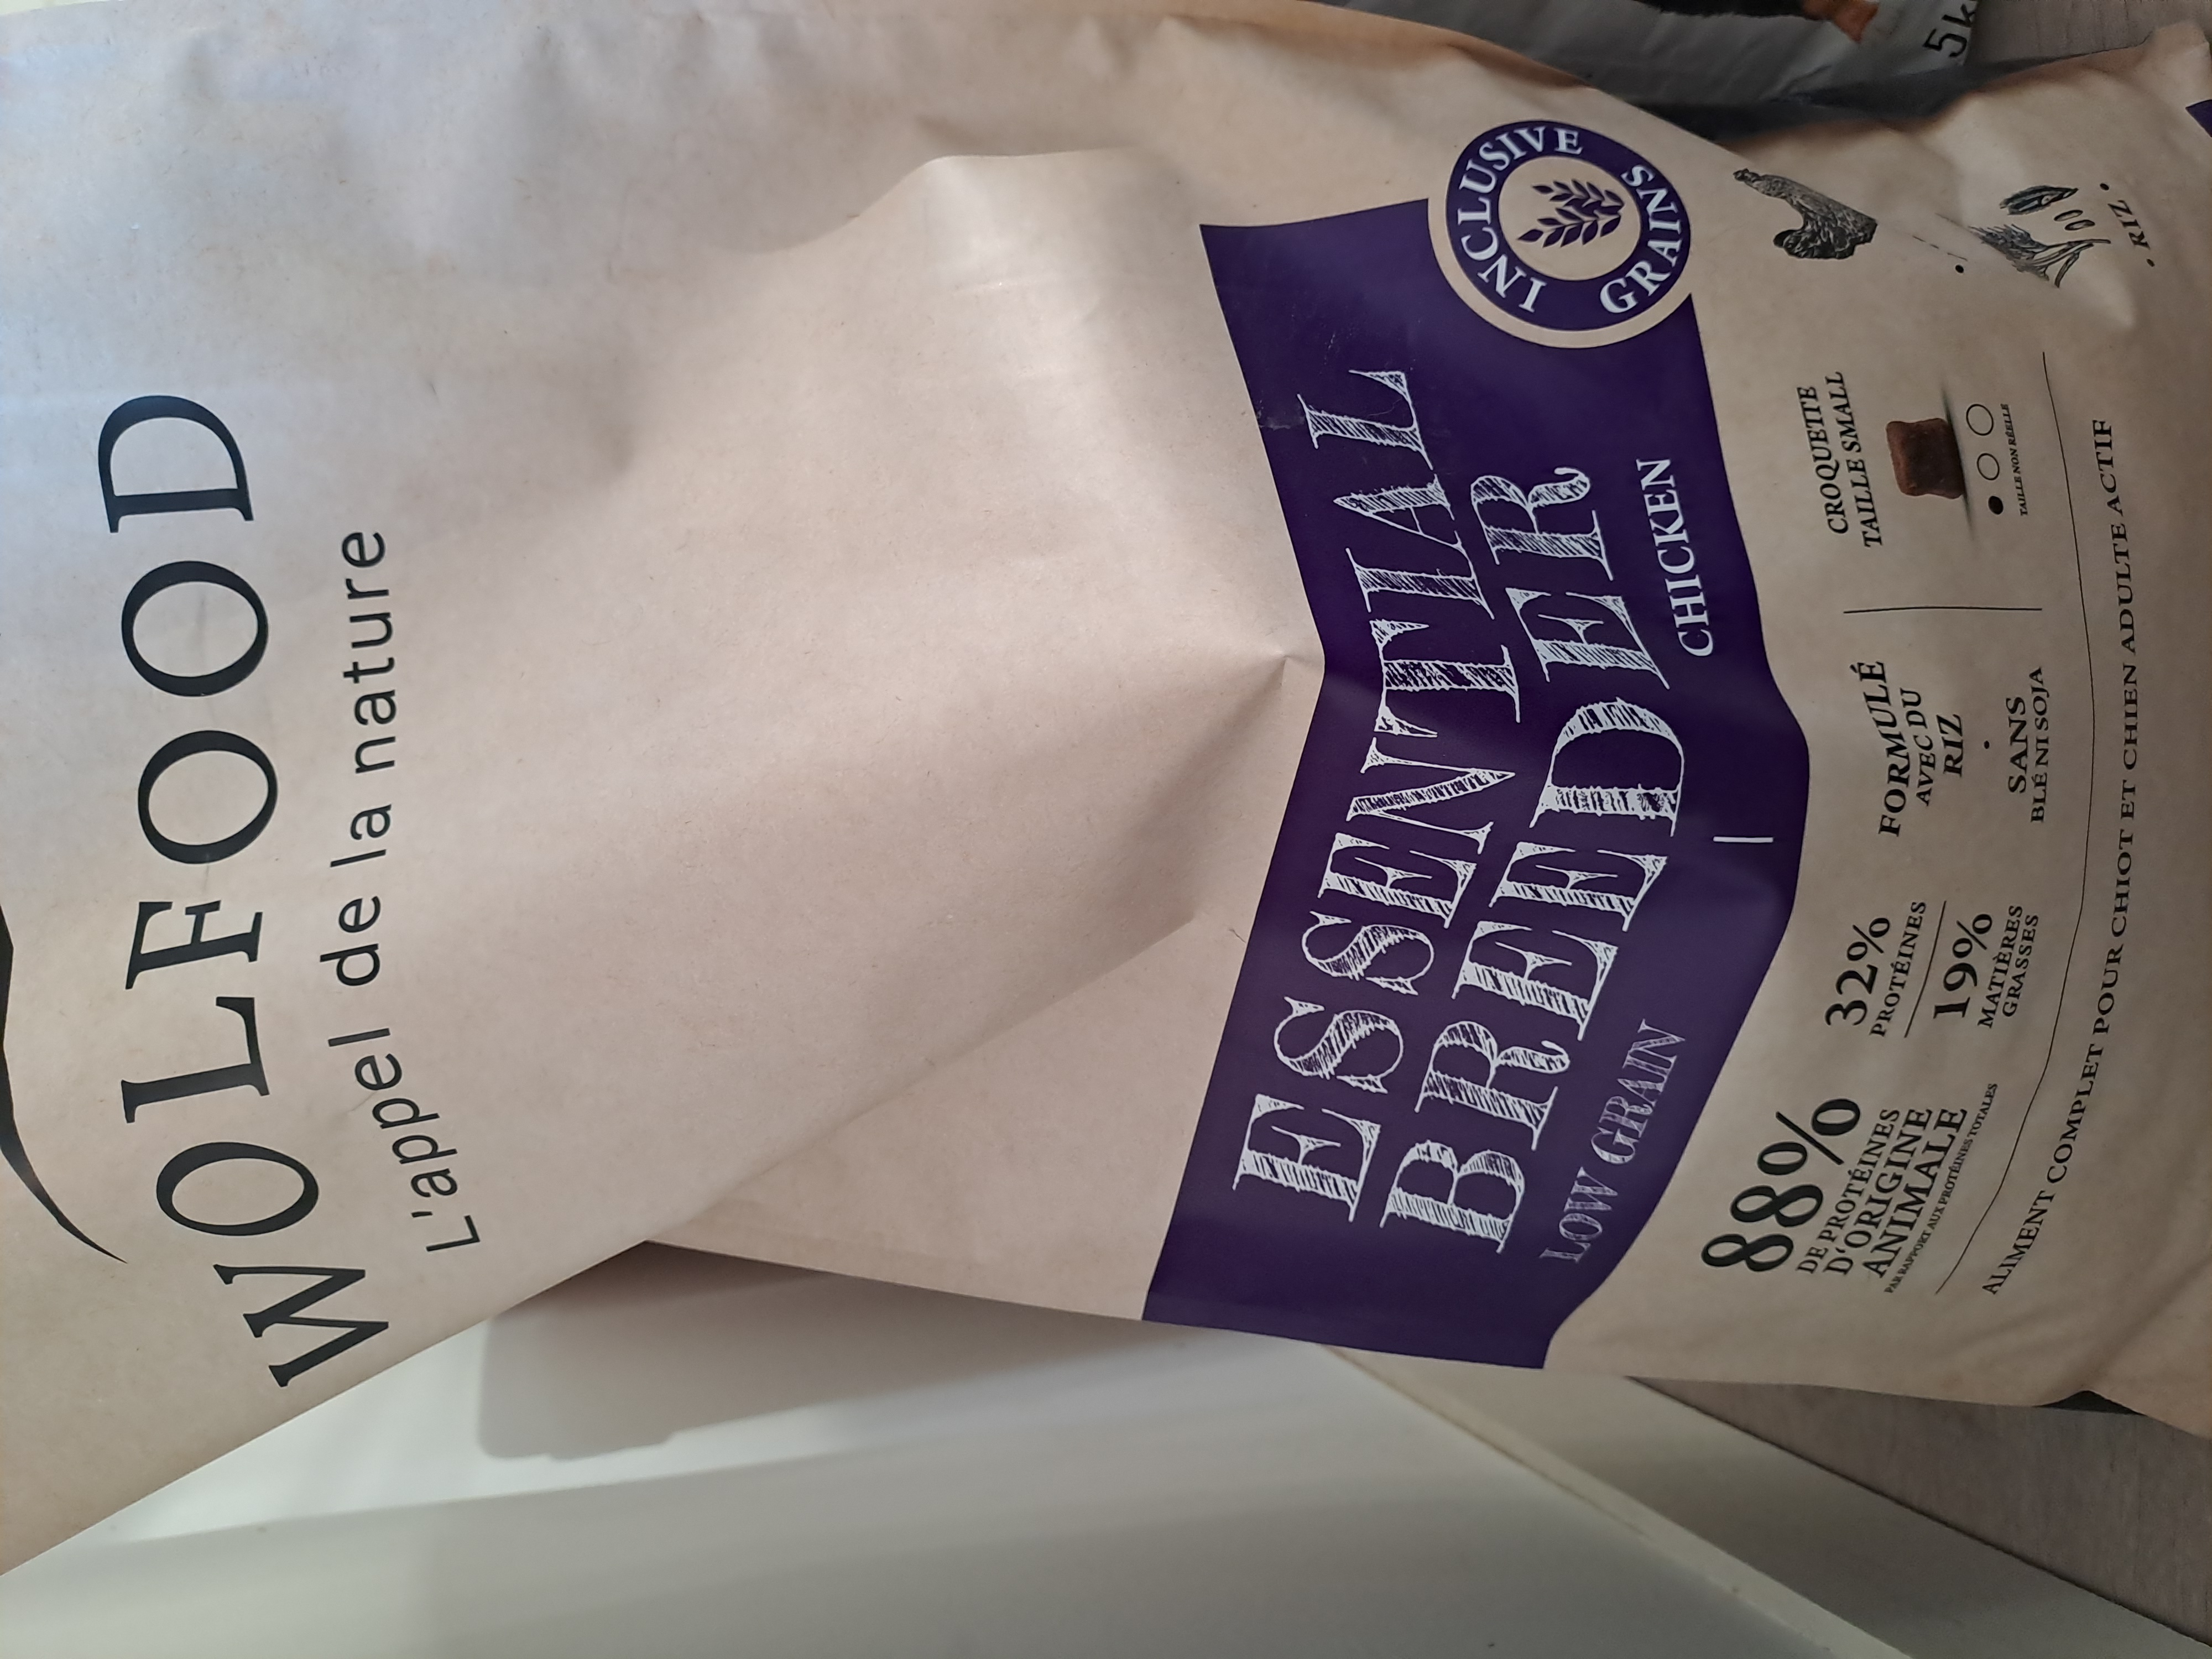 WOLFOOD
L'appel de la nature
INCLUSIVE
GRAINS
ESSENTIAL
BREEDER
LOW GRAIN
CHICKEN
88%
DE PROTÉINES
D'ORIGINE
ANIMALE
PAR RAPPORT AUX PROTÉINES TOTALES
32%
PROTÉINES
19%
MATIÈRES
GRASSES
FORMULÉ
AVEC DU
RIZ
SANS
BLÉ NI SOJA
CROQUETTE
TAILLE SMALL
TAILLE NON RÉELLE
RIZ
ALIMENT COMPLET POUR CHIOT ET CHIEN ADULTE ACTIF